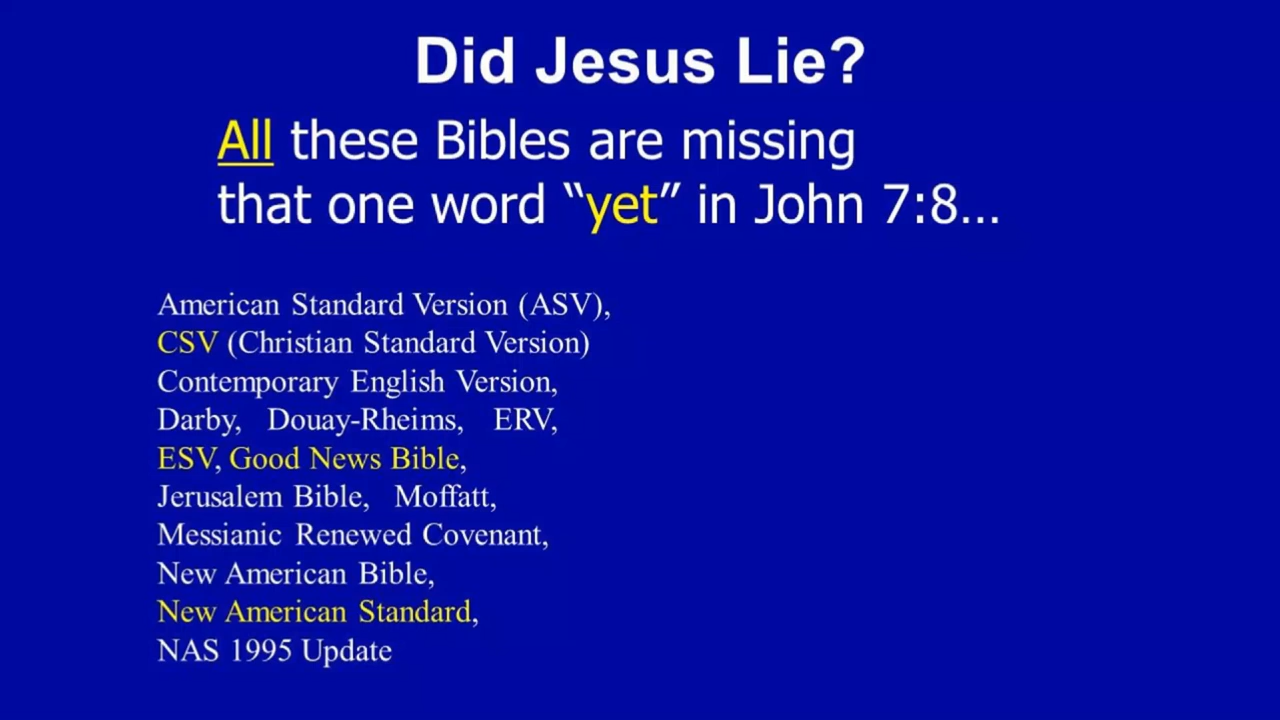 Did Jesus Lie?
All these Bibles are missing
that one word “yet” in John 7:8…
American Standard Version (ASV),
CSV (Christian Standard Version)
Contemporary English Version,
Darby, Douay-Rheims, ERV,
ESV, Good News Bible,
Jerusalem Bible, Moffatt,
Messianic Renewed Covenant,
New American Bible,
New American Standard,
NAS 1995 Update